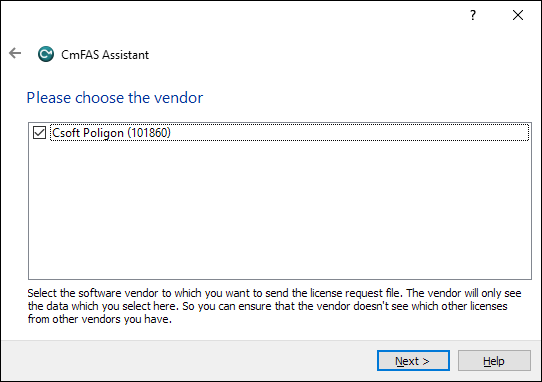 ?
CmFAS Assistant
Please choose the vendor
Csoft Poligon (101860)
Select the software vendor to which you want to send the license request file. The vendor will only see
the data which you select here. So you can ensure that the vendor doesn't see which other licenses
from other vendors you have.
Next > Help